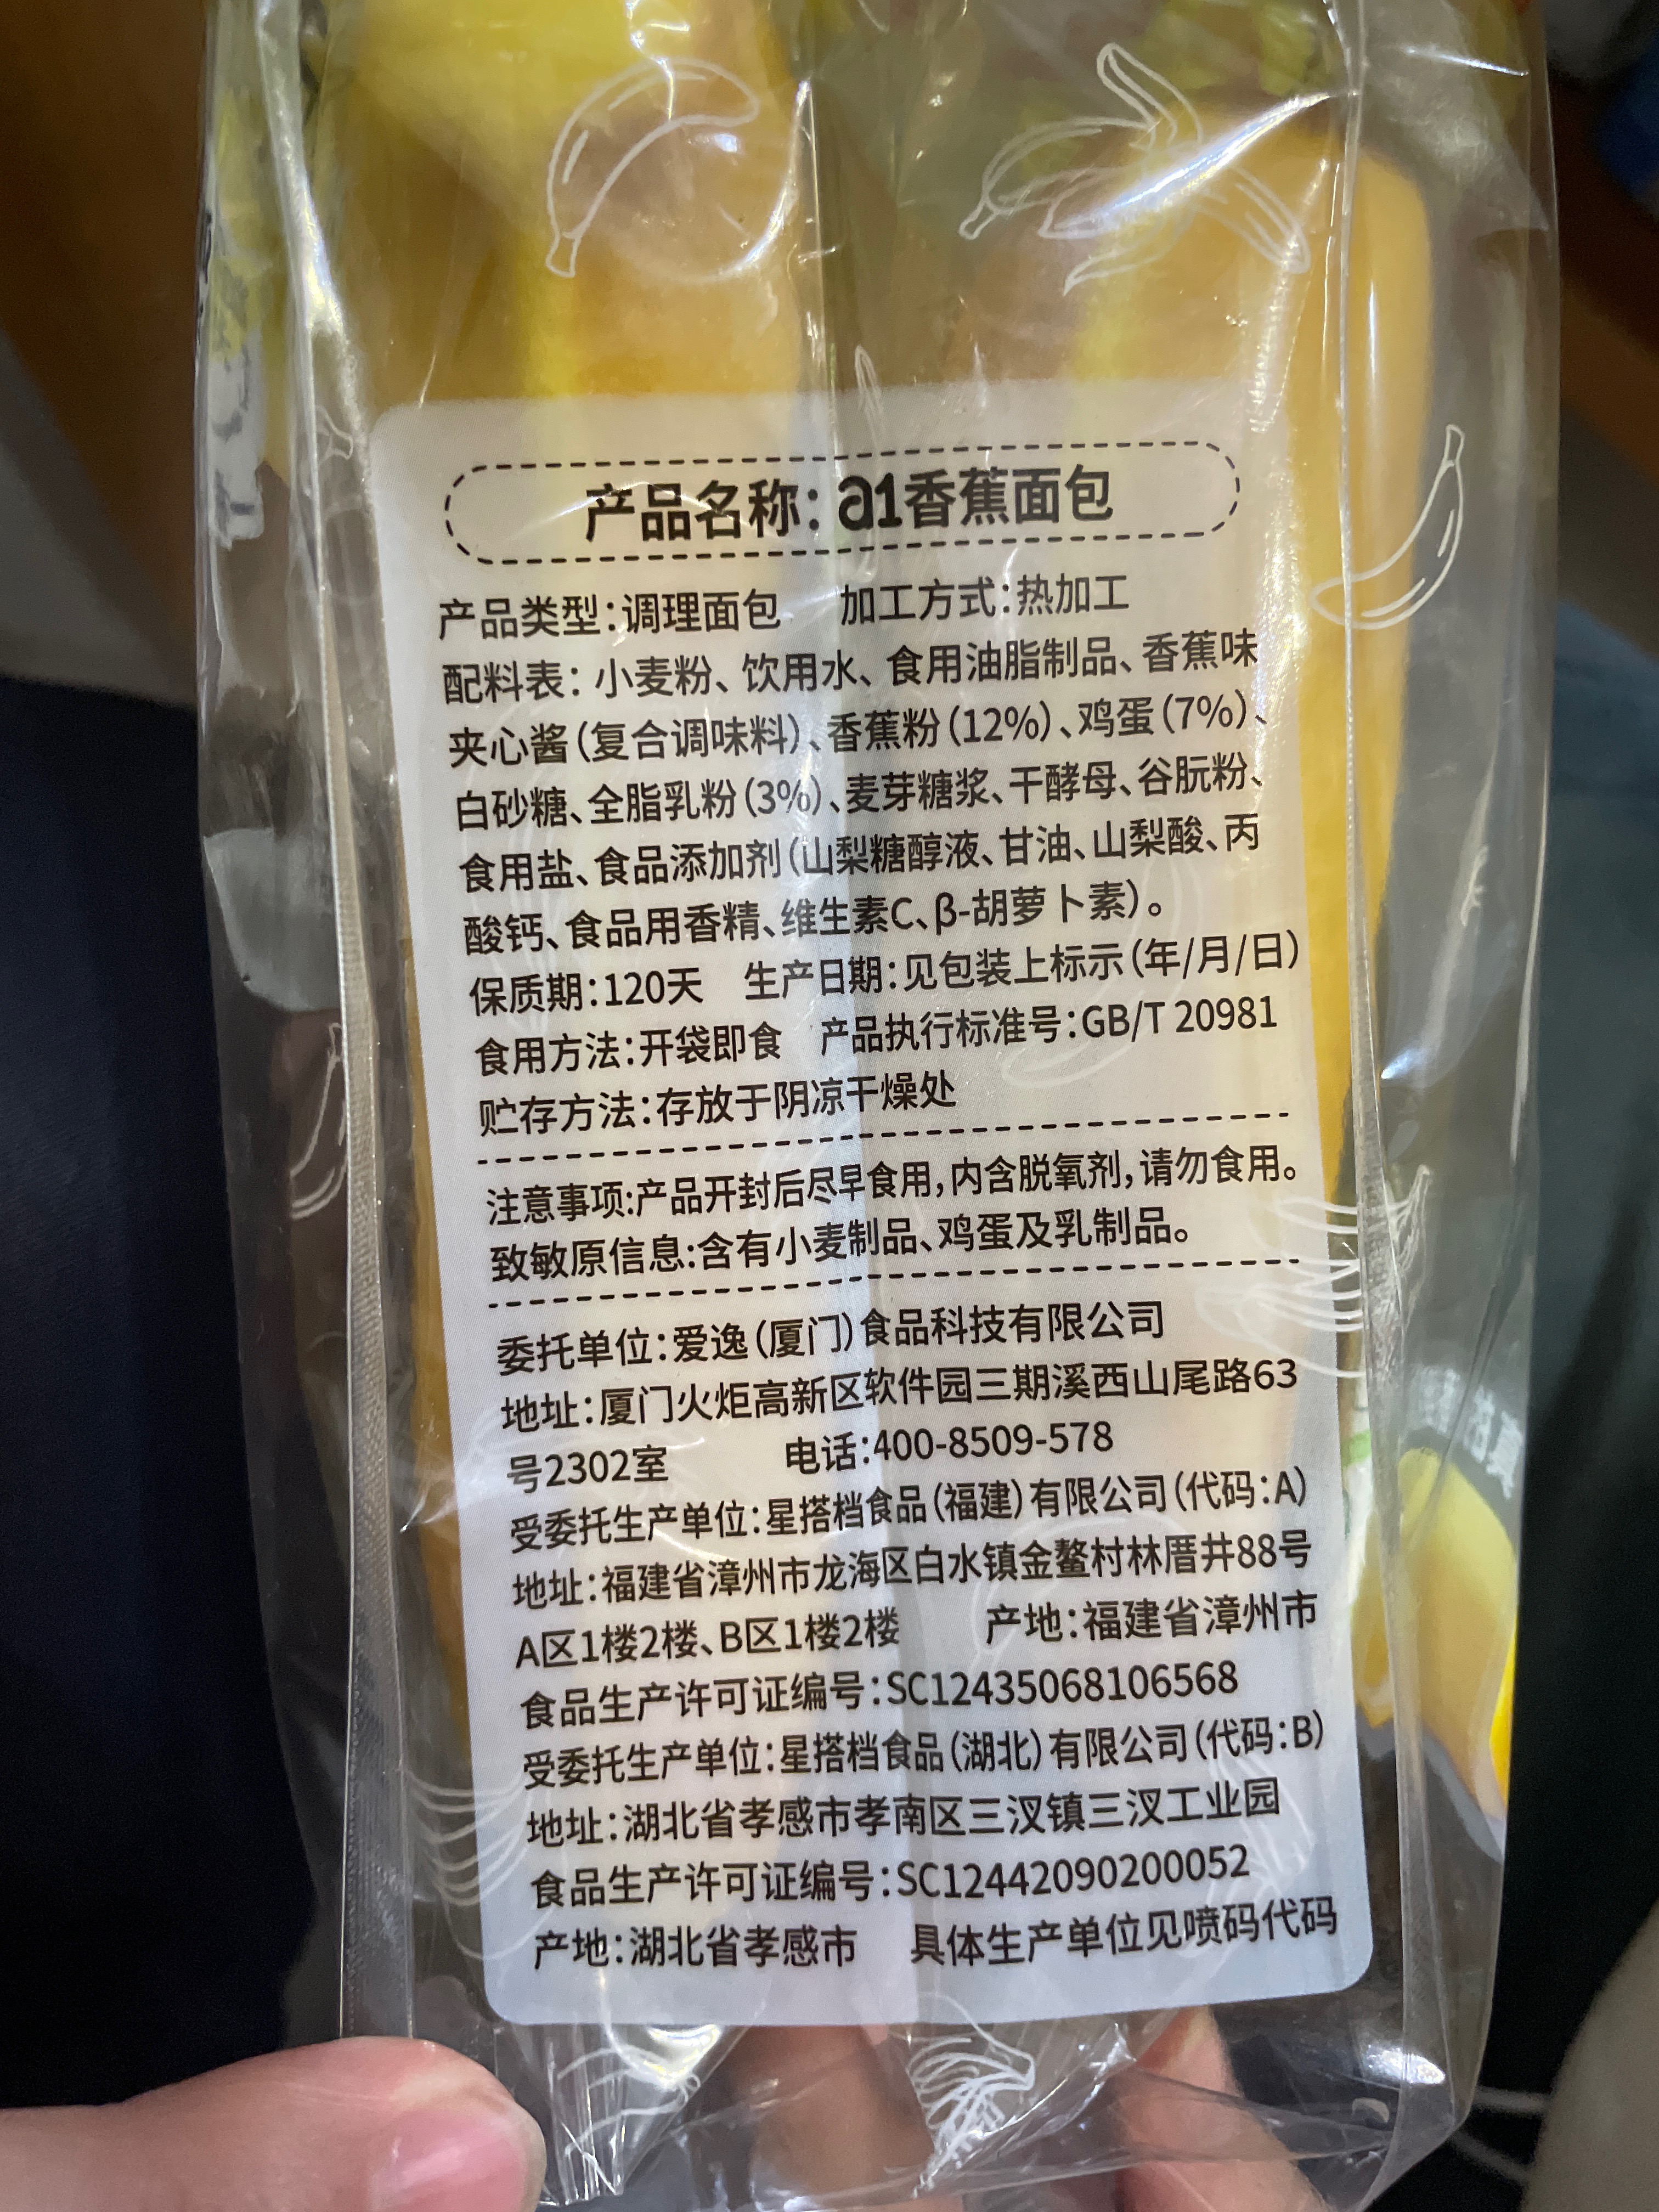 产品名称：a1香蕉面包
产品类型：调理面包 加工方式：热加工
配料表：小麦粉、饮用水、食用油脂制品、香蕉味
夹心酱（复合调味料）、香蕉粉（12%）、鸡蛋（7%）、
白砂糖、全脂乳粉（3%）、麦芽糖浆、干酵母、谷朊粉、
食用盐、食品添加剂（山梨糖醇液、甘油、山梨酸、丙
酸钙、食品用香精、维生素C、β-胡萝卜素）。
保质期：120天 生产日期：见包装上标示（年/月/日）
食用方法：开袋即食 产品执行标准号：GB/T 20981
贮存方法：存放于阴凉干燥处
注意事项：产品开封后尽早食用，内含脱氧剂，请勿食用。
致敏原信息：含有小麦制品、鸡蛋及乳制品。
委托单位：爱逸（厦门）食品科技有限公司
地址：厦门火炬高新区软件园三期溪西山尾路63
号2302室 电话：400-8509-578
受委托生产单位：星搭档食品（福建）有限公司（代码：A）
地址：福建省漳州市龙海区白水镇金鳌村林厝井88号
A区1楼2楼、B区1楼2楼 产地：福建省漳州市
食品生产许可证编号：SC12435068106568
受委托生产单位：星搭档食品（湖北）有限公司（代码：B）
地址：湖北省孝感市孝南区三汊镇三汊工业园
食品生产许可证编号：SC12442090200052
产地：湖北省孝感市 具体生产单位见喷码代码